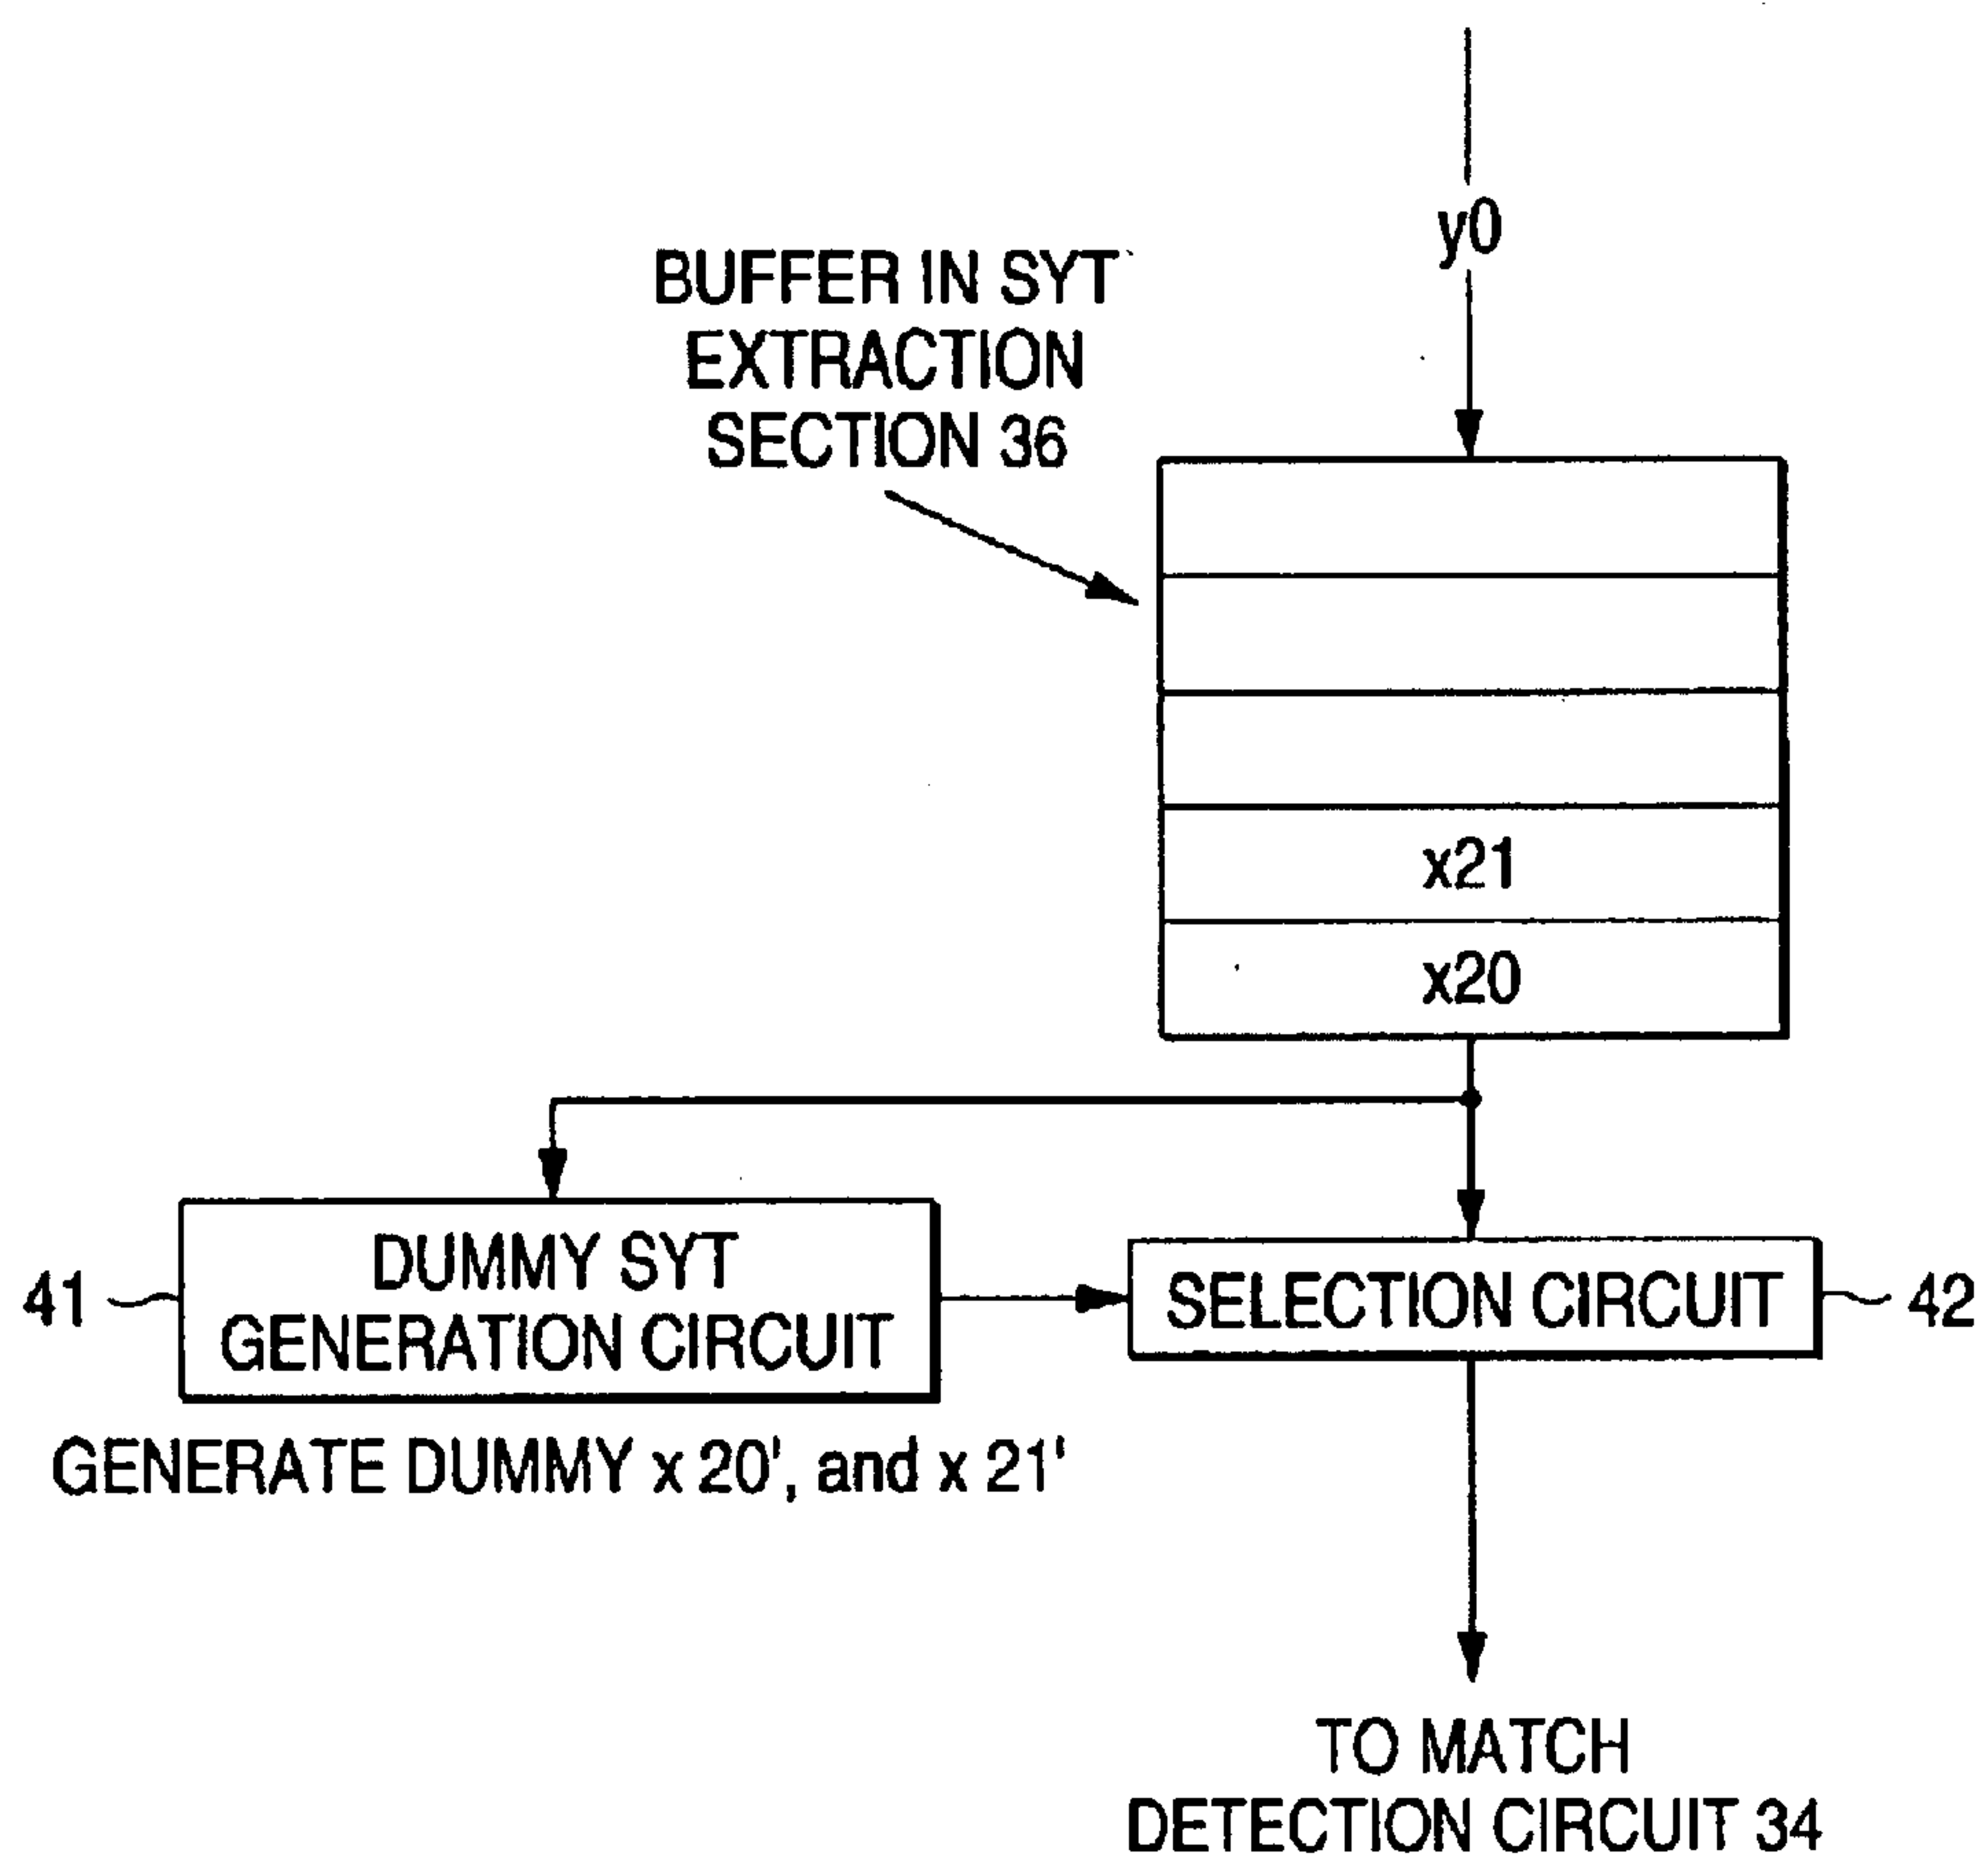 y0
BUFFER IN SYT
EXTRACTION
SECTION 36
x21
x20
DUMMY SYT
GENERATION CIRCUIT
41
SELECTION CIRCUIT
42
GENERATE DUMMY x 20', and x 21'
TO MATCH
DETECTION CIRCUIT 34